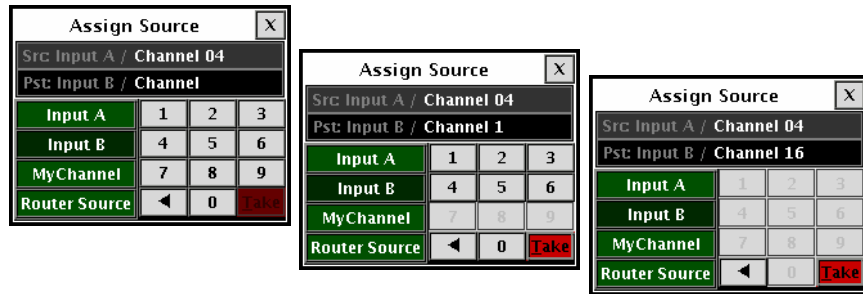 Assign Source X
Src: Input A / Channel 04
Pst: Input B / Channel
Input A 1 2 3
Input B 4 5 6
MyChannel 7 8 9
Router Source ◀ 0 Take
Assign Source X
Src: Input A / Channel 04
Pst: Input B / Channel 1
Input A 1 2 3
Input B 4 5 6
MyChannel 7 8 9
Router Source ◀ 0 Take
Assign Source X
Src: Input A / Channel 04
Pst: Input B / Channel 16
Input A 1 2 3
Input B 4 5 6
MyChannel 7 8 9
Router Source ◀ 0 Take